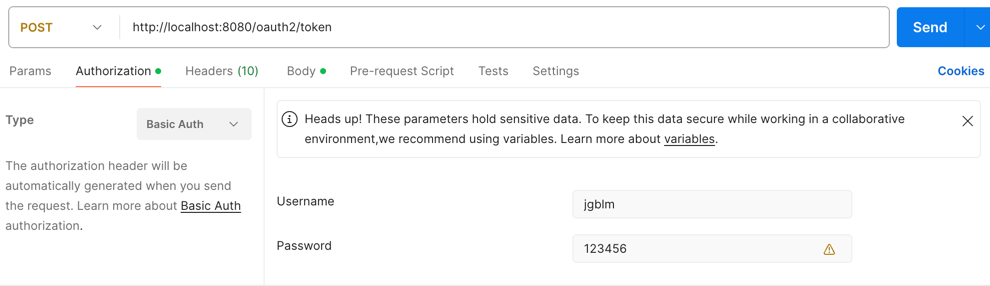 POST http://localhost:8080/oauth2/token Send
Params Authorization Headers (10) Body Pre-request Script Tests Settings Cookies
Type Basic Auth
The authorization header will be
automatically generated when you send
the request. Learn more about Basic Auth
authorization.
Heads up! These parameters hold sensitive data. To keep this data secure while working in a collaborative
environment,we recommend using variables. Learn more about variables.
Username jgblm
Password 123456